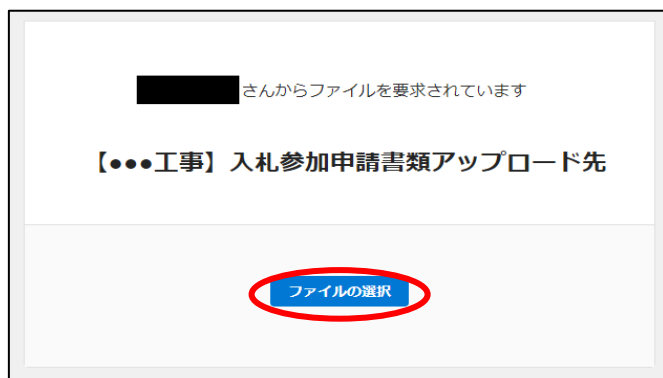 さんからファイルを要求されています
【●●●工事】入札参加申請書類アップロード先
ファイルの選択